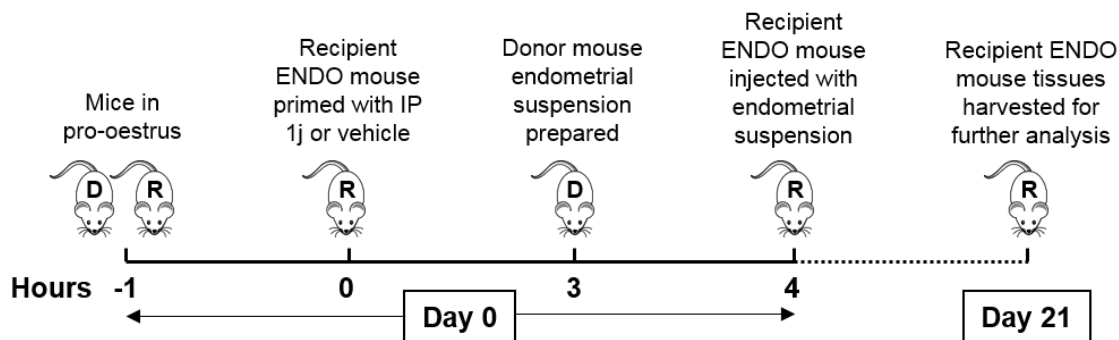 Mice in
pro-oestrus
Recipient
ENDO mouse
primed with IP
1j or vehicle
Donor mouse
endometrial
suspension
prepared
Recipient
ENDO mouse
injected with
endometrial
suspension
Recipient ENDO
mouse tissues
harvested for
further analysis
D R
R
D
R
R
Hours -1 0 3 4
Day 0
Day 21